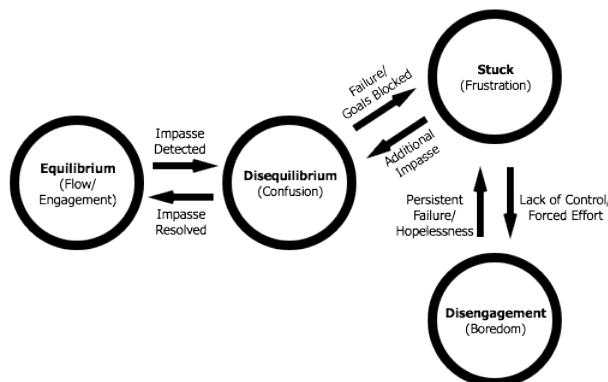 Equilibrium
(Flow/
Engagement)
Impasse
Detected
Impasse
Resolved
Disequilibrium
(Confusion)
Failure/
Goals Blocked
Additional
Impasse
Stuck
(Frustration)
Persistent
Failure/
Hopelessness
Lack of Control,
Forced Effort
Disengagement
(Boredom)